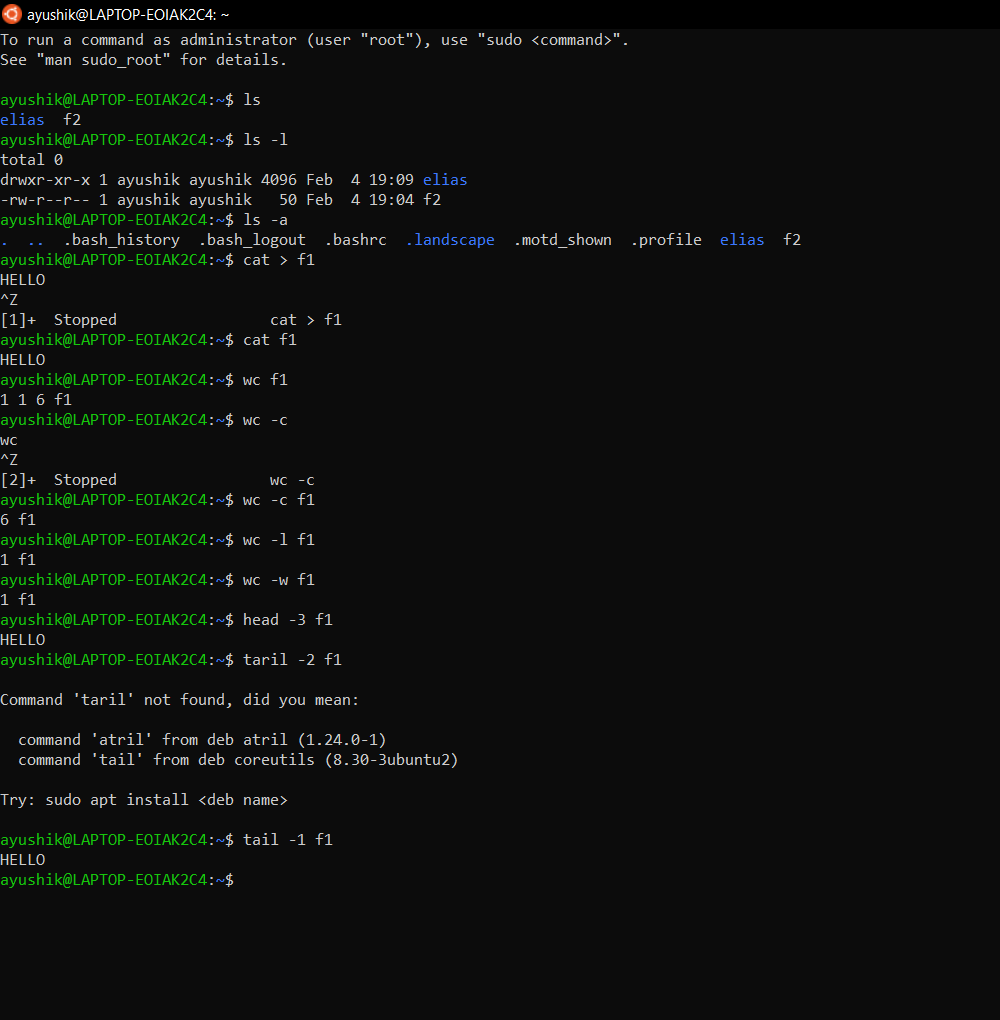 ayushik@LAPTOP-EOIAK2C4: ~
To run a command as administrator (user "root"), use "sudo <command>".
See "man sudo_root" for details.
ayushik@LAPTOP-EOIAK2C4:~$ ls
elias  f2
ayushik@LAPTOP-EOIAK2C4:~$ ls -l
total 0
drwxr-xr-x 1 ayushik ayushik 4096 Feb  4 19:09 elias
-rw-r--r-- 1 ayushik ayushik   50 Feb  4 19:04 f2
ayushik@LAPTOP-EOIAK2C4:~$ ls -a
.  ..  .bash_history  .bash_logout  .bashrc  .landscape  .motd_shown  .profile  elias  f2
ayushik@LAPTOP-EOIAK2C4:~$ cat > f1
HELLO
^Z
[1]+  Stopped                 cat > f1
ayushik@LAPTOP-EOIAK2C4:~$ cat f1
HELLO
ayushik@LAPTOP-EOIAK2C4:~$ wc f1
1 1 6 f1
ayushik@LAPTOP-EOIAK2C4:~$ wc -c
wc
^Z
[2]+  Stopped                 wc -c
ayushik@LAPTOP-EOIAK2C4:~$ wc -c f1
6 f1
ayushik@LAPTOP-EOIAK2C4:~$ wc -l f1
1 f1
ayushik@LAPTOP-EOIAK2C4:~$ wc -w f1
1 f1
ayushik@LAPTOP-EOIAK2C4:~$ head -3 f1
HELLO
ayushik@LAPTOP-EOIAK2C4:~$ taril -2 f1
Command 'taril' not found, did you mean:
  command 'atril' from deb atril (1.24.0-1)
  command 'tail' from deb coreutils (8.30-3ubuntu2)
Try: sudo apt install <deb name>
ayushik@LAPTOP-EOIAK2C4:~$ tail -1 f1
HELLO
ayushik@LAPTOP-EOIAK2C4:~$